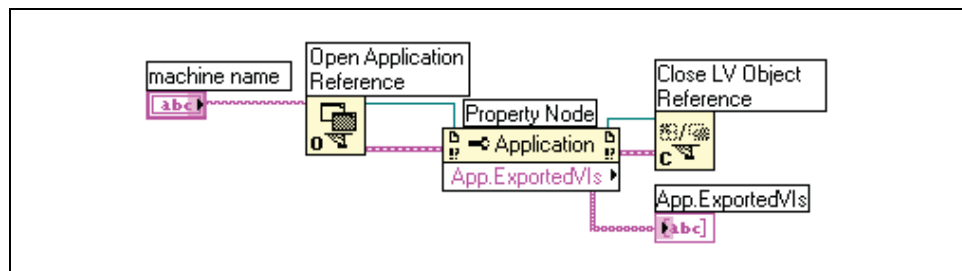 machine name
abc
Open Application
Reference
O
Property Node
Application
App.ExportedVIs
Close LV Object
Reference
C
App.ExportedVIs
[abc]